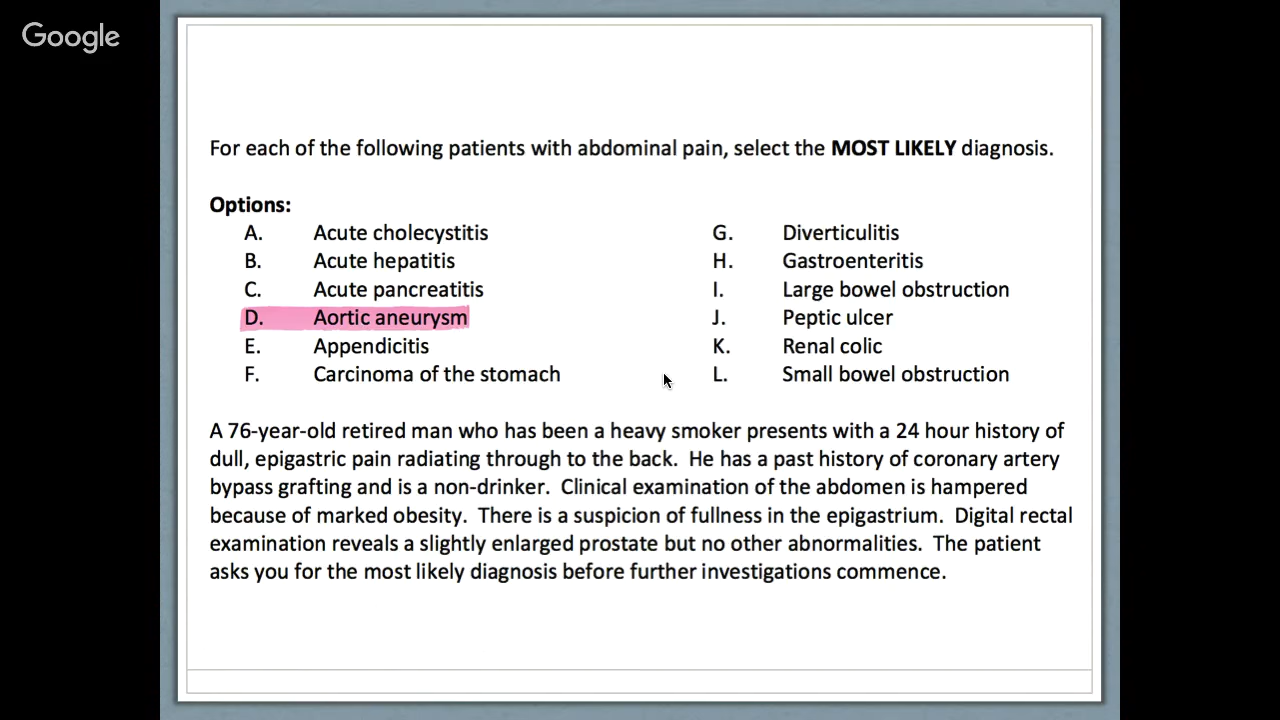 Google
For each of the following patients with abdominal pain, select the MOST LIKELY diagnosis.
Options:
A. Acute cholecystitis
B. Acute hepatitis
C. Acute pancreatitis
D. Aortic aneurysm
E. Appendicitis
F. Carcinoma of the stomach
G. Diverticulitis
H. Gastroenteritis
I. Large bowel obstruction
J. Peptic ulcer
K. Renal colic
L. Small bowel obstruction
A 76-year-old retired man who has been a heavy smoker presents with a 24 hour history of
dull, epigastric pain radiating through to the back. He has a past history of coronary artery
bypass grafting and is a non-drinker. Clinical examination of the abdomen is hampered
because of marked obesity. There is a suspicion of fullness in the epigastrium. Digital rectal
examination reveals a slightly enlarged prostate but no other abnormalities. The patient
asks you for the most likely diagnosis before further investigations commence.